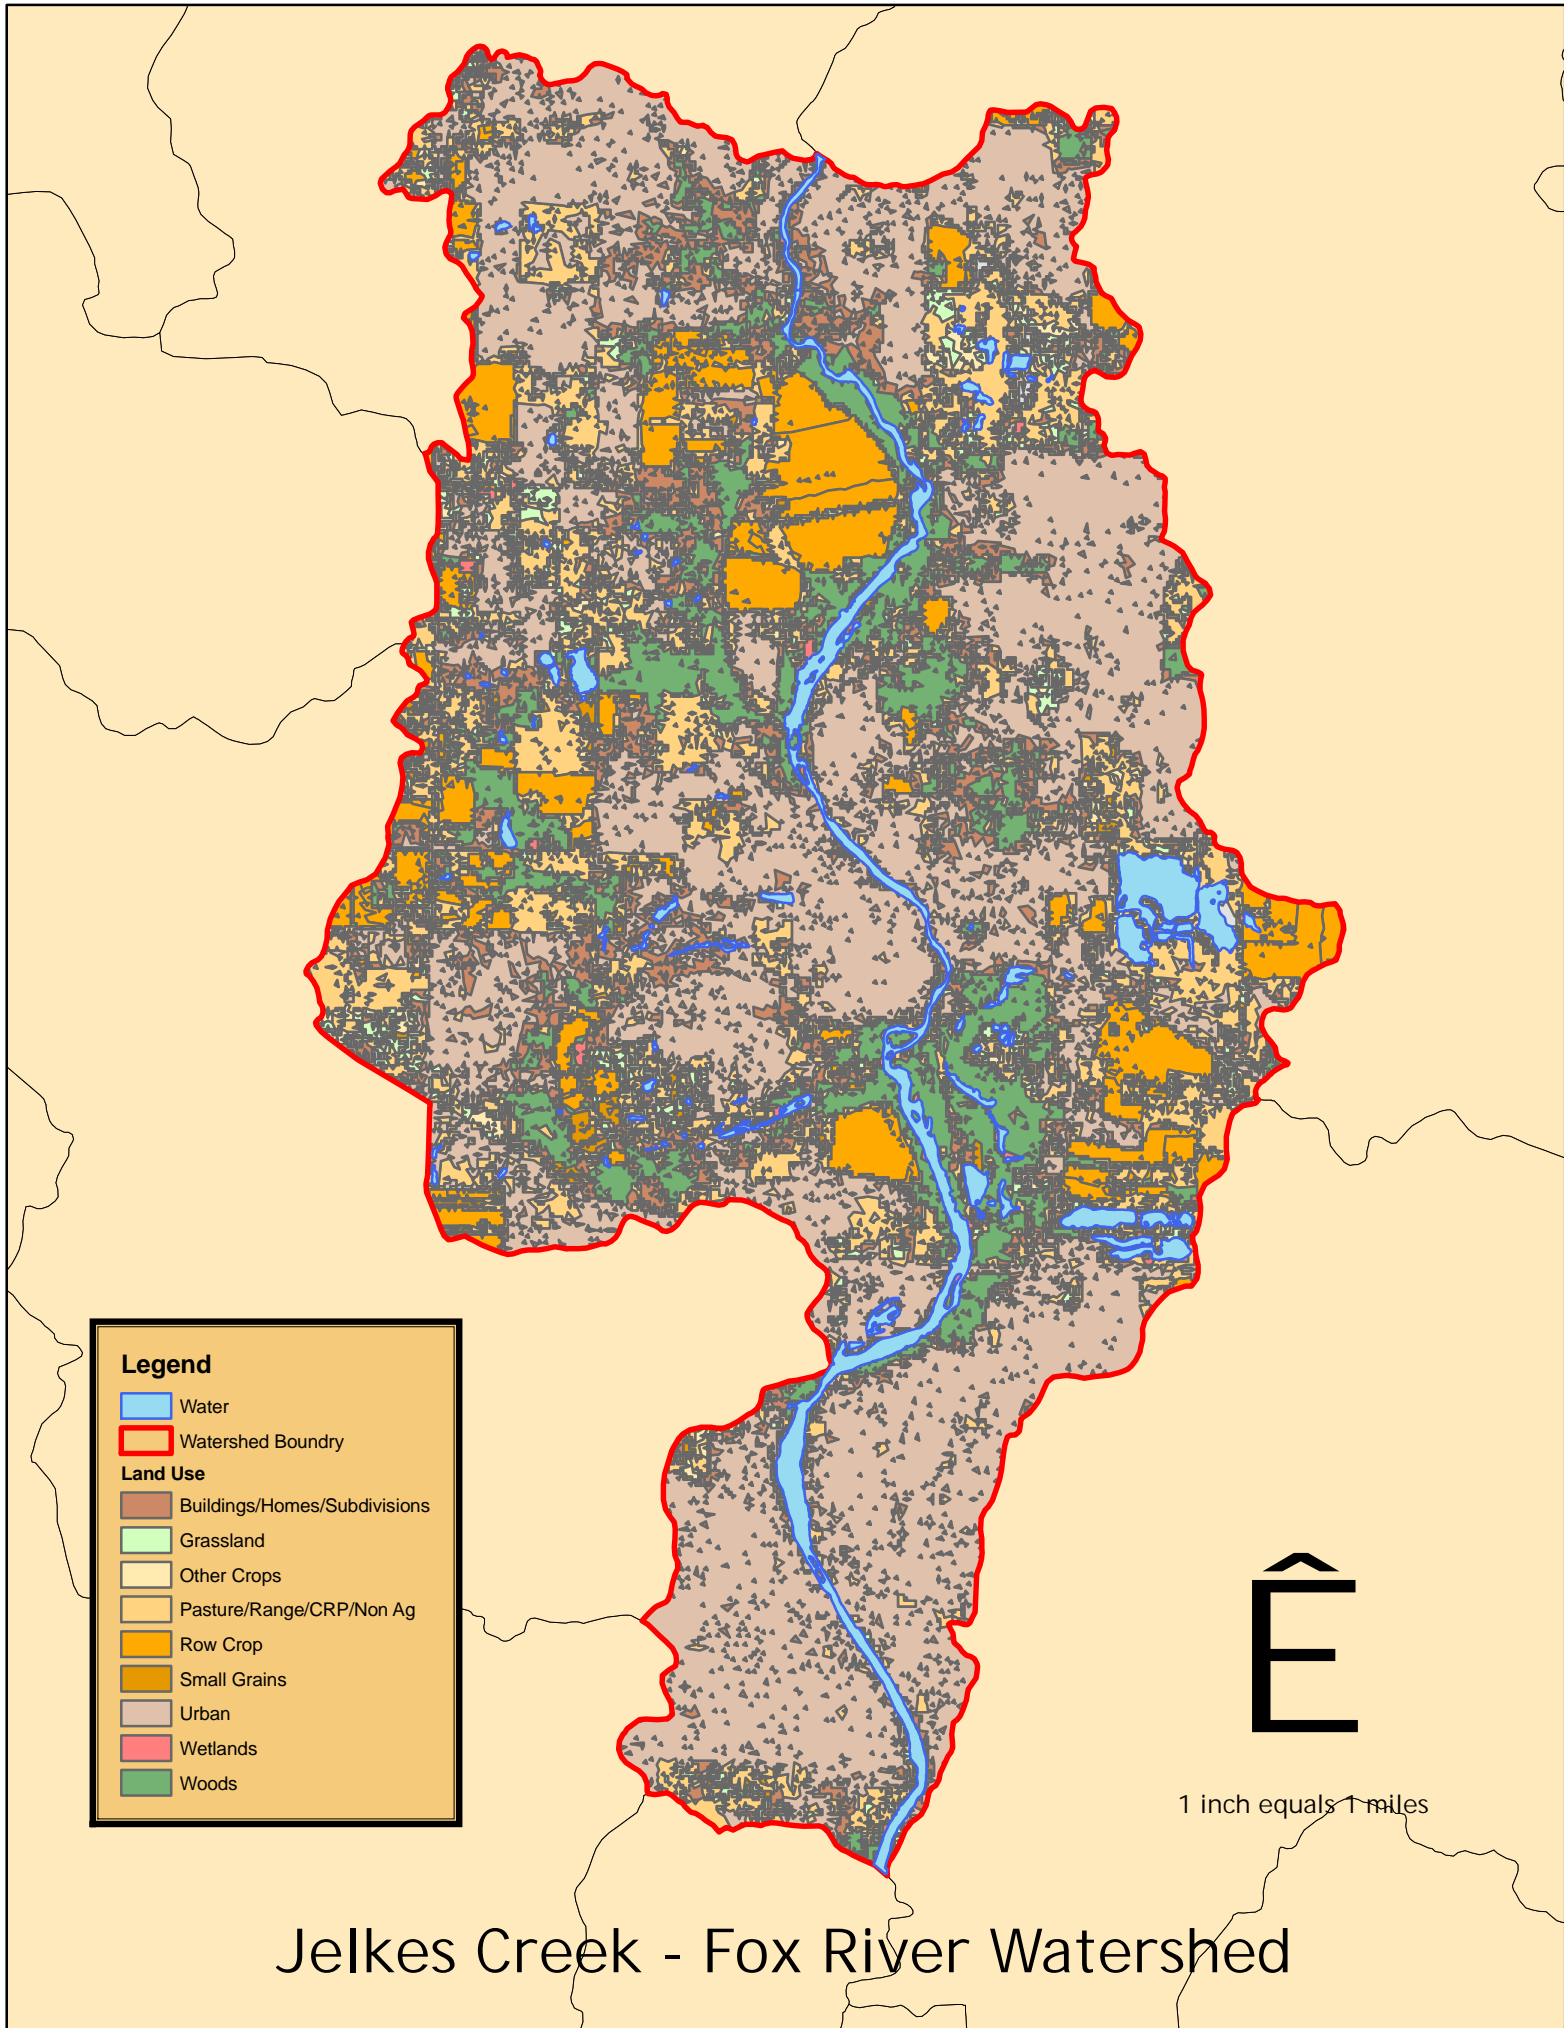 Legend
Water
Watershed Boundry
Land Use
Buildings/Homes/Subdivisions
Grassland
Other Crops
Pasture/Range/CRP/Non Ag
Row Crop
Small Grains
Urban
Wetlands
Woods
Ê
1 inch equals 1 miles
Jelkes Creek - Fox River Watershed